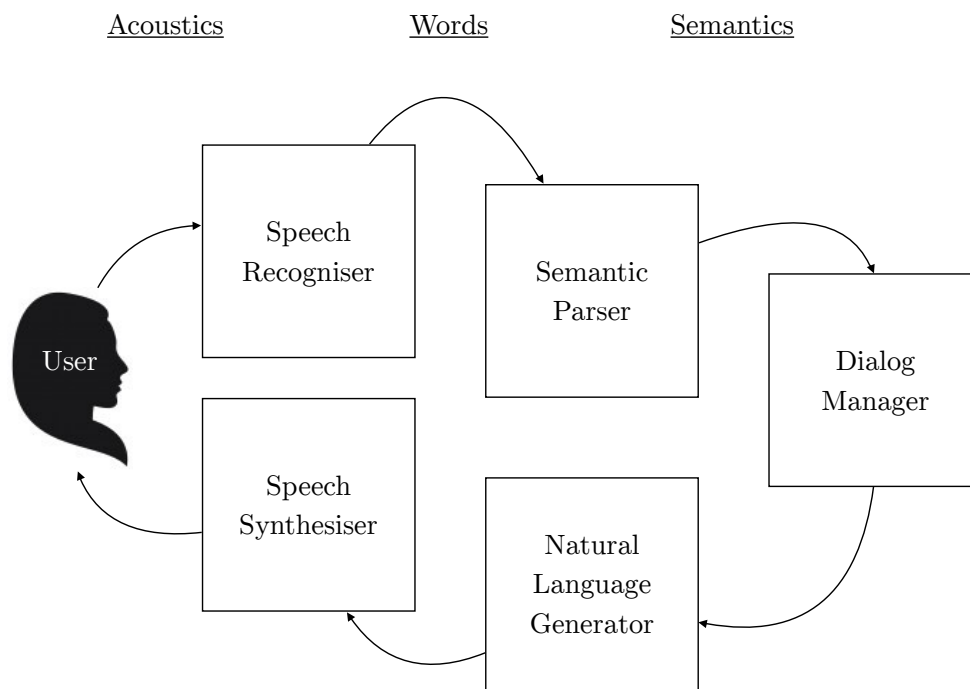 Acoustics Words Semantics
Speech
Recogniser
Semantic
Parser
Dialog
Manager
User
Speech
Synthesiser
Natural
Language
Generator